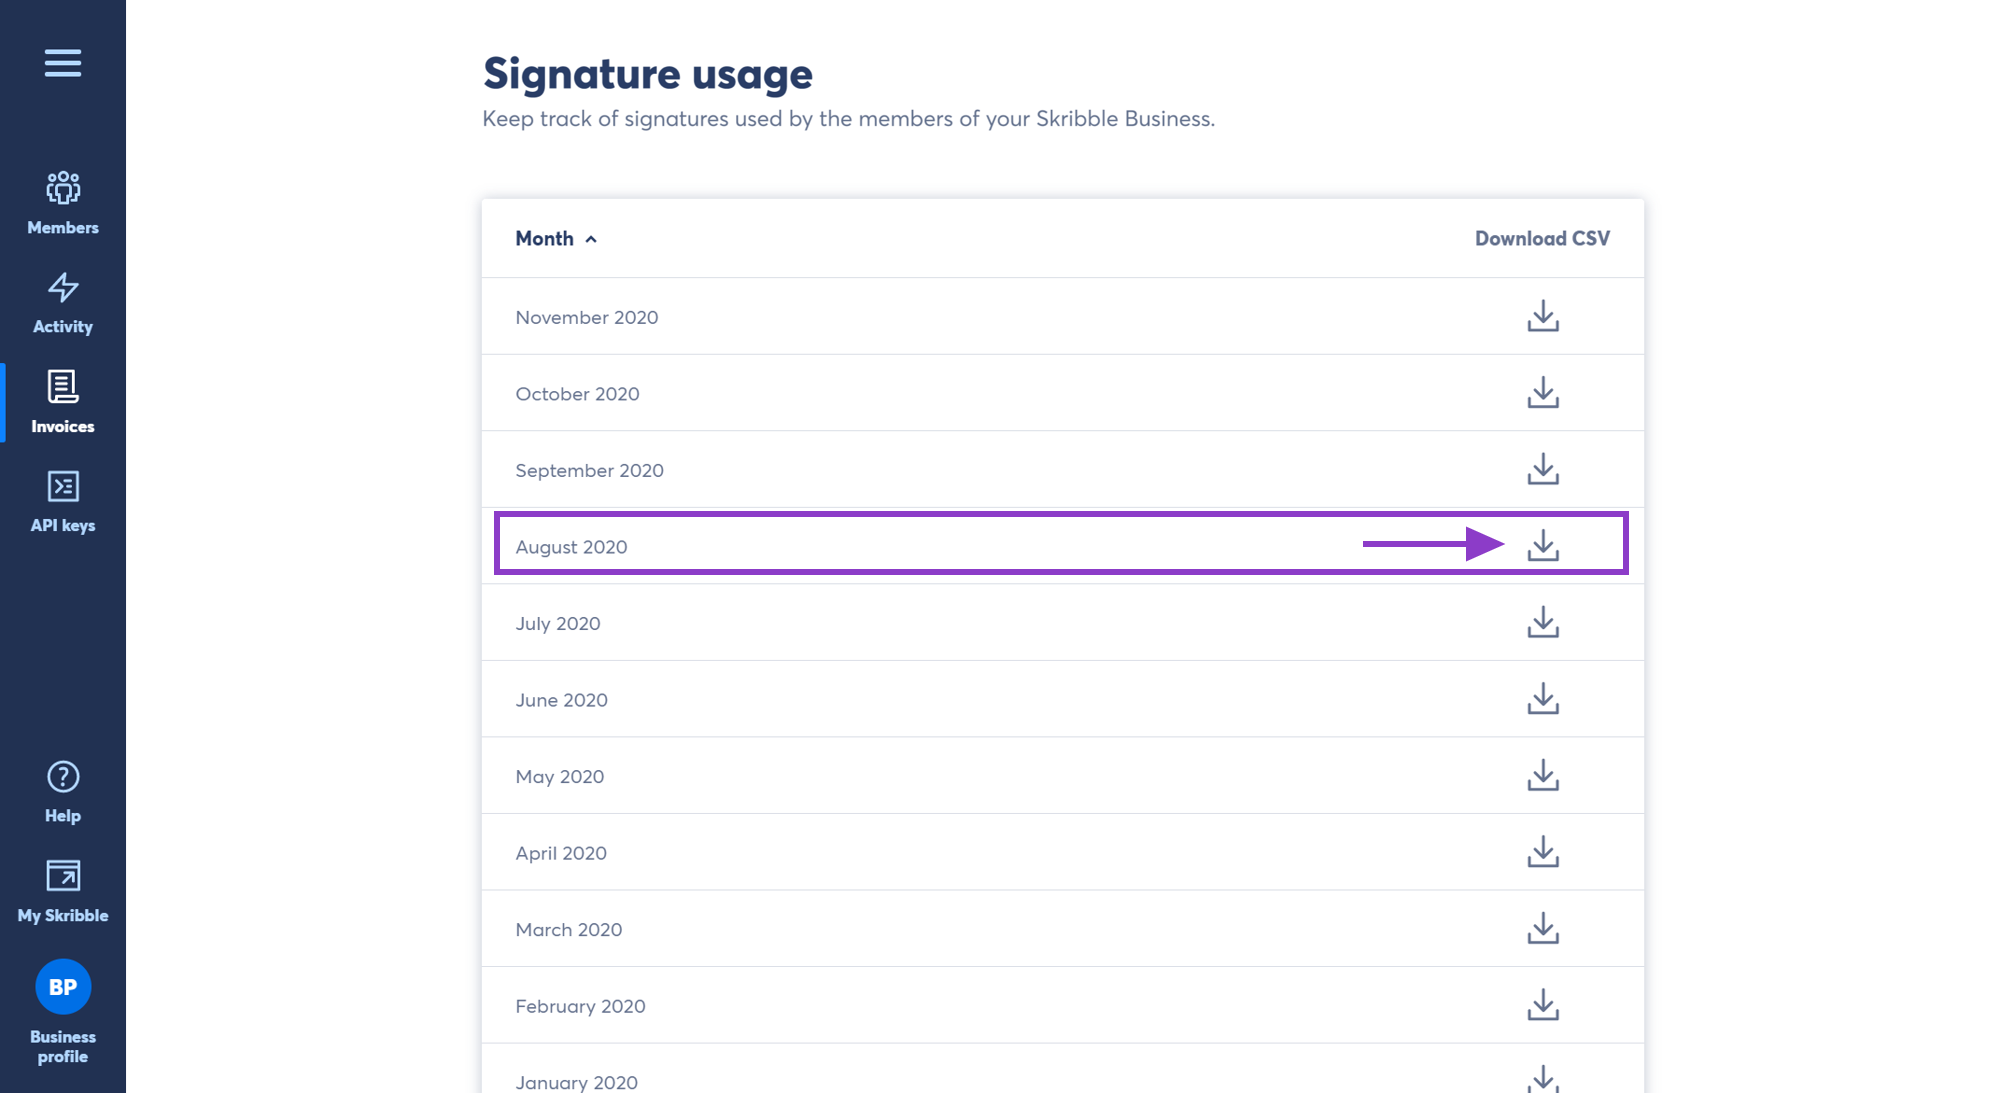 Signature usage
Keep track of signatures used by the members of your Skribble Business.
Members
Activity
Invoices
API keys
Help
My Skribble
BP
Business
profile
Month
Download CSV
November 2020
October 2020
September 2020
August 2020
July 2020
June 2020
May 2020
April 2020
March 2020
February 2020
January 2020